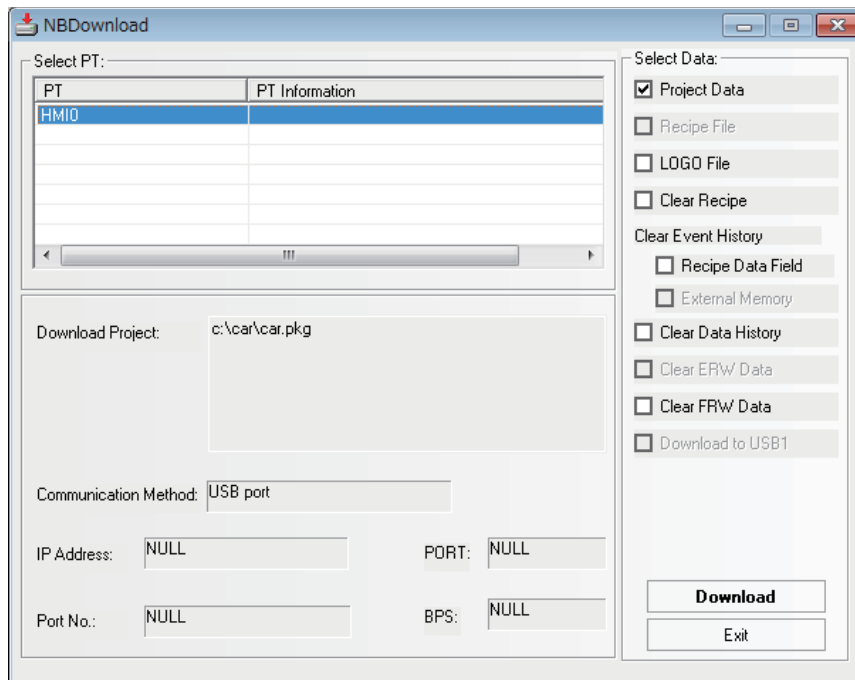 NBDownload
Select PT:
PT PT Information
HMI0
Download Project: c:\car\car.pkg
Communication Method: USB port
IP Address: NULL PORT: NULL
Port No.: NULL BPS: NULL
Select Data:
Project Data
Recipe File
LOGO File
Clear Recipe
Clear Event History
Recipe Data Field
External Memory
Clear Data History
Clear ERW Data
Clear FRW Data
Download to USB1
Download
Exit